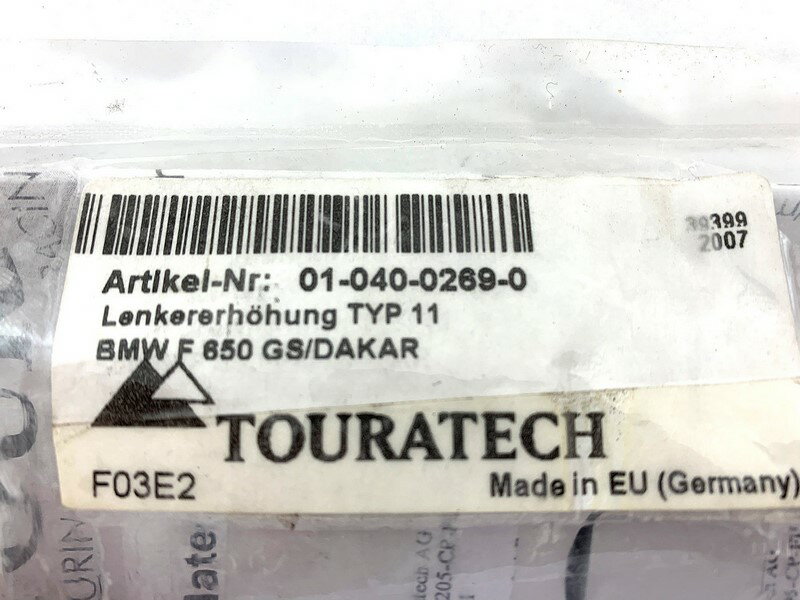 39399
2007
Artikel-Nr: 01-040-0269-0
Lenkererhöhung TYP 11
BMW F 650 GS/DAKAR
TOURATECH
F03E2
Made in EU (Germany)